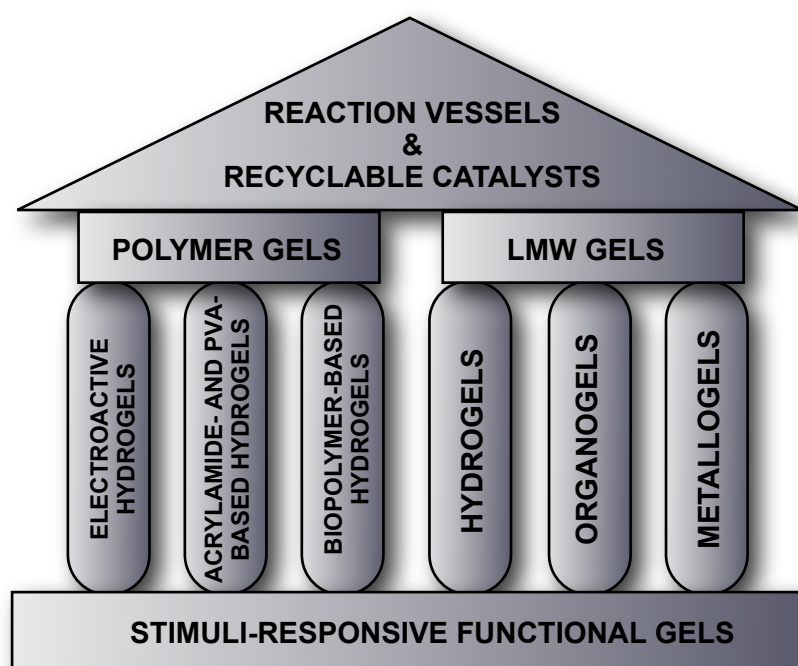 REACTION VESSELS
&
RECYCLABLE CATALYSTS
POLYMER GELS
LMW GELS
ELECTROACTIVE
HYDROGELS
ACRYLAMIDE- AND PVA-
BASED HYDROGELS
BIOPOLYMER-BASED
HYDROGELS
HYDROGELS
ORGANOGELS
METALLOGELS
STIMULI-RESPONSIVE FUNCTIONAL GELS